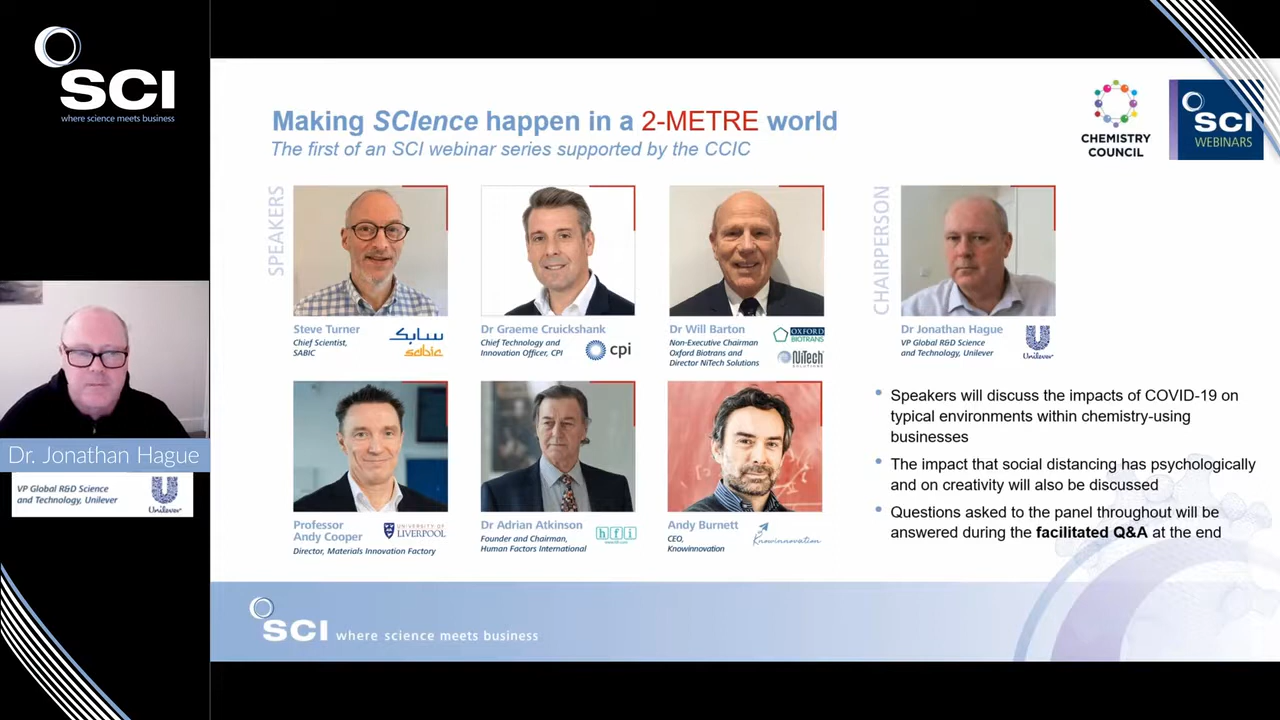 SCI
where science meets business
Dr. Jonathan Hague
VP Global R&D Science
and Technology, Unilever
Unilever
Making SCIence happen in a 2-METRE world
The first of an SCI webinar series supported by the CCIC
CHEMISTRY
COUNCIL
SCI
WEBINARS
SPEAKERS
Steve Turner
Chief Scientist,
SABIC
سابك
sabic
Dr Graeme Cruickshank
Chief Technology and
Innovation Officer, CPI
cpi
Dr Will Barton
Non-Executive Chairman
Oxford Biotrans and
Director NiTech Solutions
OXFORD
BIOTRANS
NiTech
SOLUTIONS
CHAIRPERSON
Dr Jonathan Hague
VP Global R&D Science
and Technology, Unilever
Unilever
Professor
Andy Cooper
Director, Materials Innovation Factory
UNIVERSITY OF
LIVERPOOL
Dr Adrian Atkinson
Founder and Chairman,
Human Factors International
hfi
Andy Burnett
CEO,
Knowinnovation
Knowinnovation
• Speakers will discuss the impacts of COVID-19 on
typical environments within chemistry-using
businesses
• The impact that social distancing has psychologically
and on creativity will also be discussed
• Questions asked to the panel throughout will be
answered during the facilitated Q&A at the end
SCI where science meets business